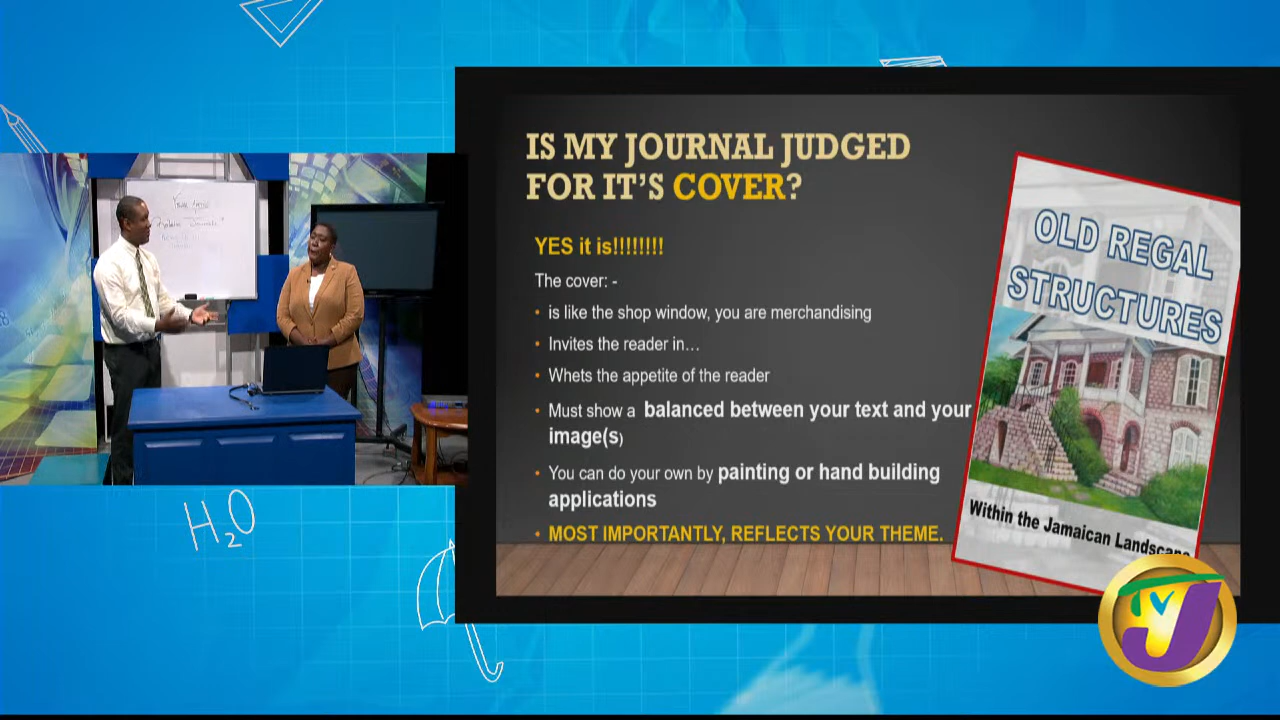 IS MY JOURNAL JUDGED
FOR IT'S COVER?
YES it is!!!!!!!!
The cover: -
• is like the shop window, you are merchandising
• Invites the reader in…
• Whets the appetite of the reader
• Must show a balanced between your text and your
image(s)
• You can do your own by painting or hand building
applications
• MOST IMPORTANTLY, REFLECTS YOUR THEME.
OLD REGAL
STRUCTURES
Within the Jamaican Landscape
H₂O
TVJ